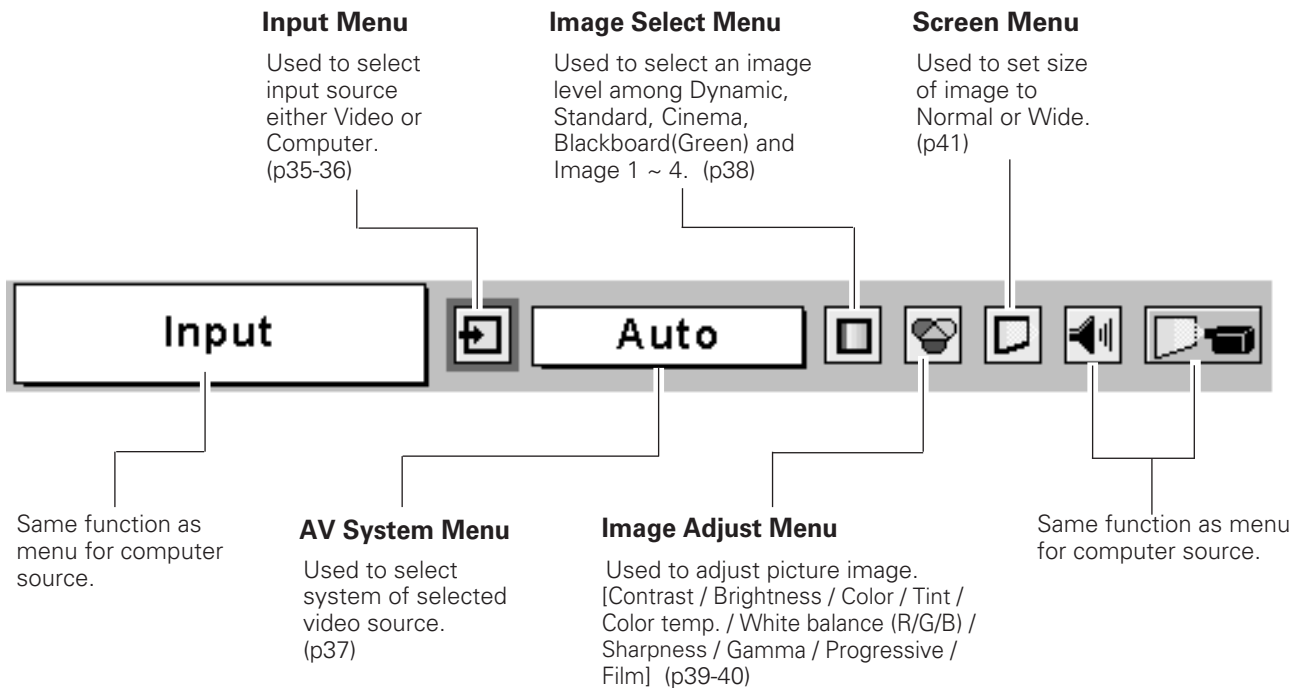 Input Menu
Used to select
input source
either Video or
Computer.
(p35-36)
Image Select Menu
Used to select an image
level among Dynamic,
Standard, Cinema,
Blackboard(Green) and
Image 1 ~ 4. (p38)
Screen Menu
Used to set size
of image to
Normal or Wide.
(p41)
Input
Auto
Same function as
menu for computer
source.
AV System Menu
Used to select
system of selected
video source.
(p37)
Image Adjust Menu
Used to adjust picture image.
[Contrast / Brightness / Color / Tint /
Color temp. / White balance (R/G/B) /
Sharpness / Gamma / Progressive /
Film] (p39-40)
Same function as menu
for computer source.